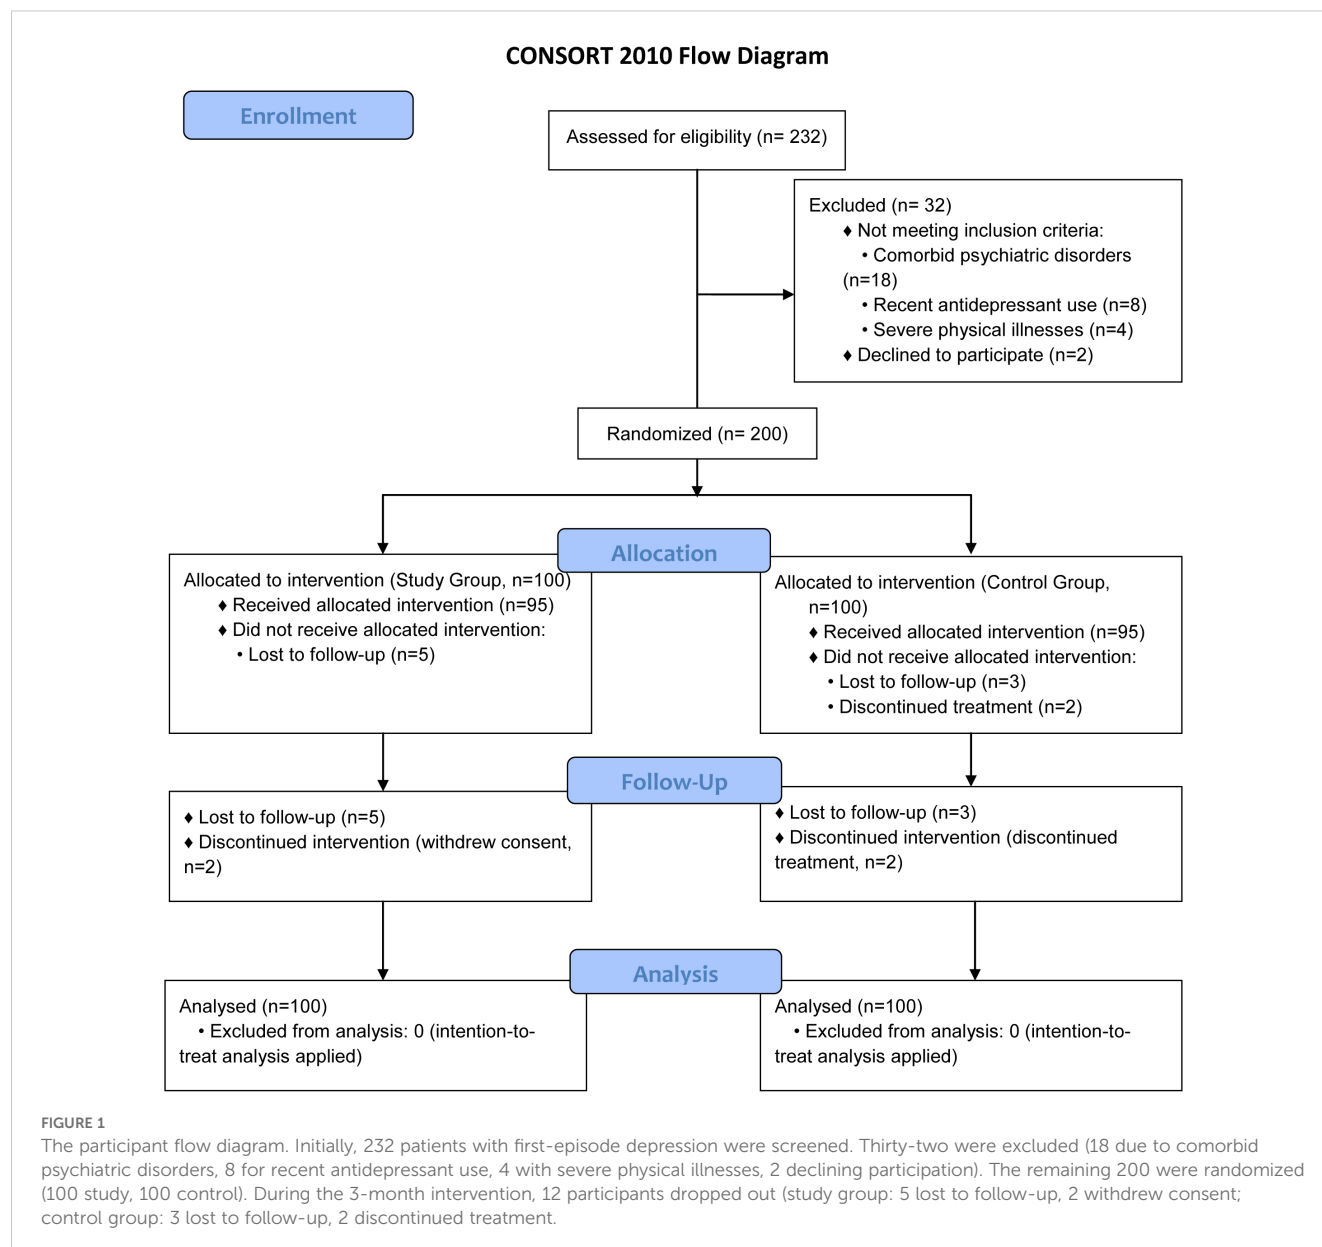 CONSORT 2010 Flow Diagram
Enrollment
Assessed for eligibility (n= 232)
Excluded (n= 32)
♦ Not meeting inclusion criteria:
• Comorbid psychiatric disorders
(n=18)
• Recent antidepressant use (n=8)
• Severe physical illnesses (n=4)
♦ Declined to participate (n=2)
Randomized (n= 200)
Allocation
Allocated to intervention (Study Group, n=100)
♦ Received allocated intervention (n=95)
♦ Did not receive allocated intervention:
• Lost to follow-up (n=5)
Allocated to intervention (Control Group,
n=100)
♦ Received allocated intervention (n=95)
♦ Did not receive allocated intervention:
• Lost to follow-up (n=3)
• Discontinued treatment (n=2)
Follow-Up
♦ Lost to follow-up (n=5)
♦ Discontinued intervention (withdrew consent,
n=2)
♦ Lost to follow-up (n=3)
♦ Discontinued intervention (discontinued
treatment, n=2)
Analysis
Analysed (n=100)
• Excluded from analysis: 0 (intention-to-
treat analysis applied)
Analysed (n=100)
• Excluded from analysis: 0 (intention-to-
treat analysis applied)
FIGURE 1
The participant flow diagram. Initially, 232 patients with first-episode depression were screened. Thirty-two were excluded (18 due to comorbid
psychiatric disorders, 8 for recent antidepressant use, 4 with severe physical illnesses, 2 declining participation). The remaining 200 were randomized
(100 study, 100 control). During the 3-month intervention, 12 participants dropped out (study group: 5 lost to follow-up, 2 withdrew consent;
control group: 3 lost to follow-up, 2 discontinued treatment.